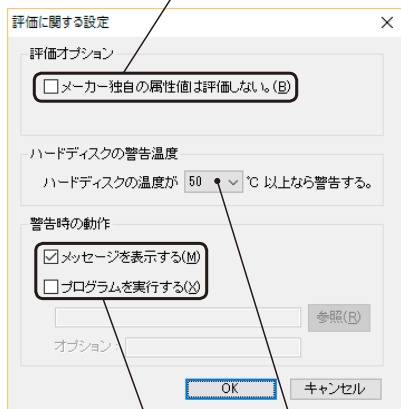 評価に関する設定
評価オプション
メーカー独自の属性値は評価しない。(B)
ハードディスクの警告温度
ハードディスクの温度が 50 ℃ 以上なら警告する。
警告時の動作
メッセージを表示する(M)
プログラムを実行する(X)
参照(R)
オプション:
OK キャンセル